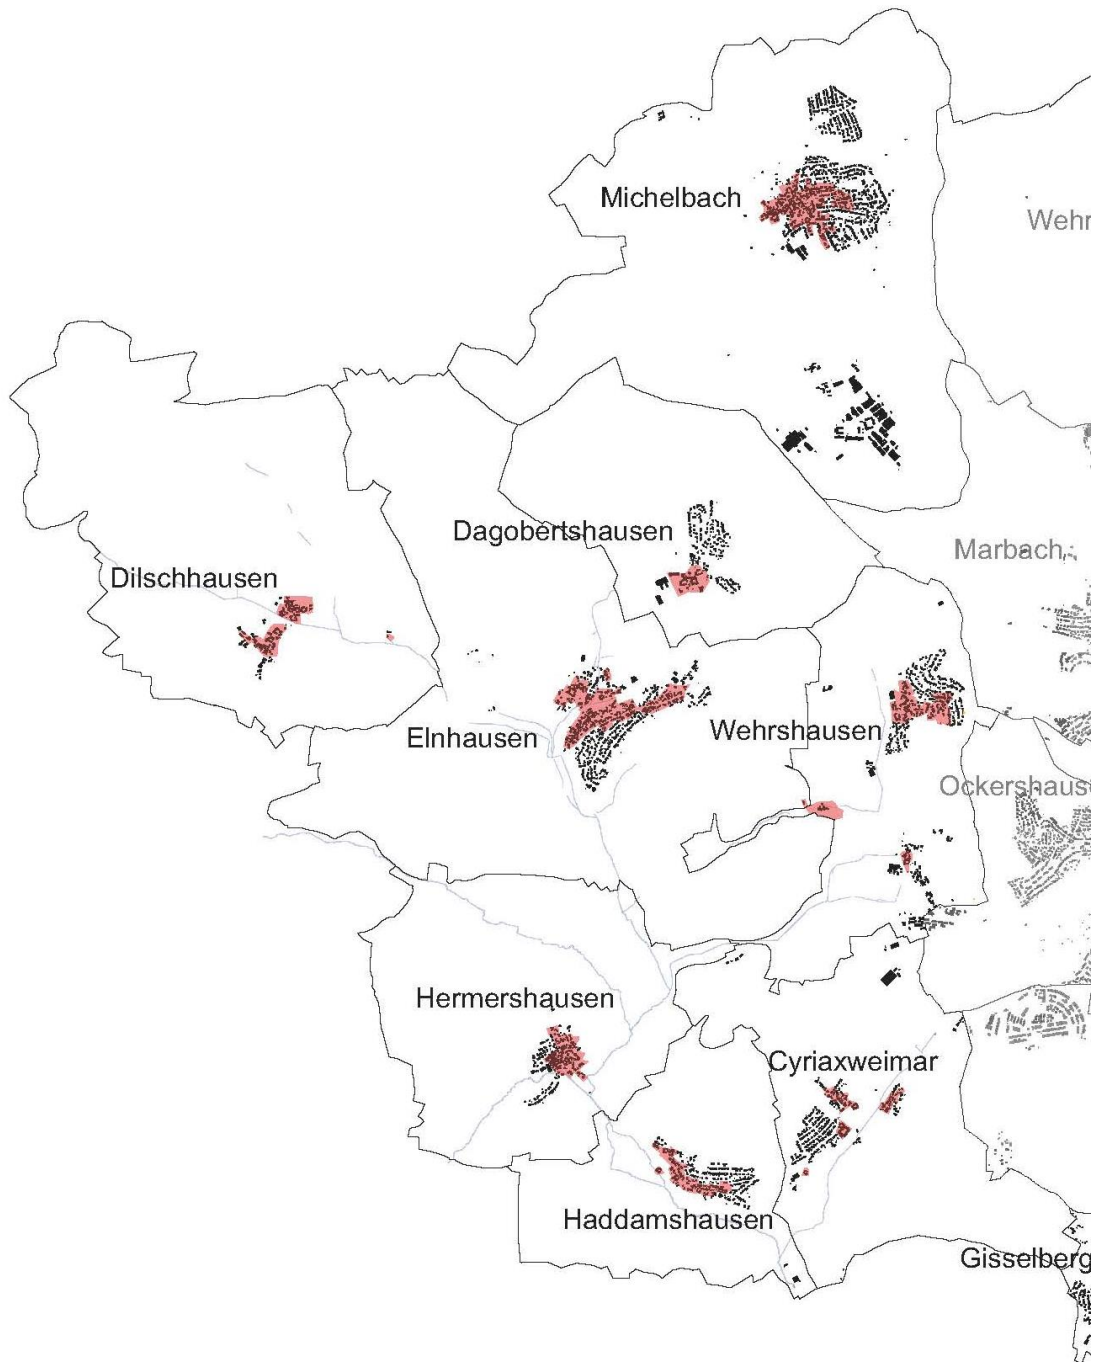 Michelbach
Wehr
Dagobertshausen
Marbach
Dilschhausen
Elnhausen
Wehrshausen
Ockershaus
Hermershausen
Cyriaxweimar
Haddamshausen
Gisselberg